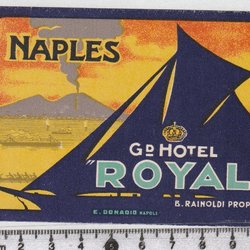 NAPLES
GD HOTEL
"ROYAL
B. RAINOLDI PROP
E. DONADIO NAPOLI